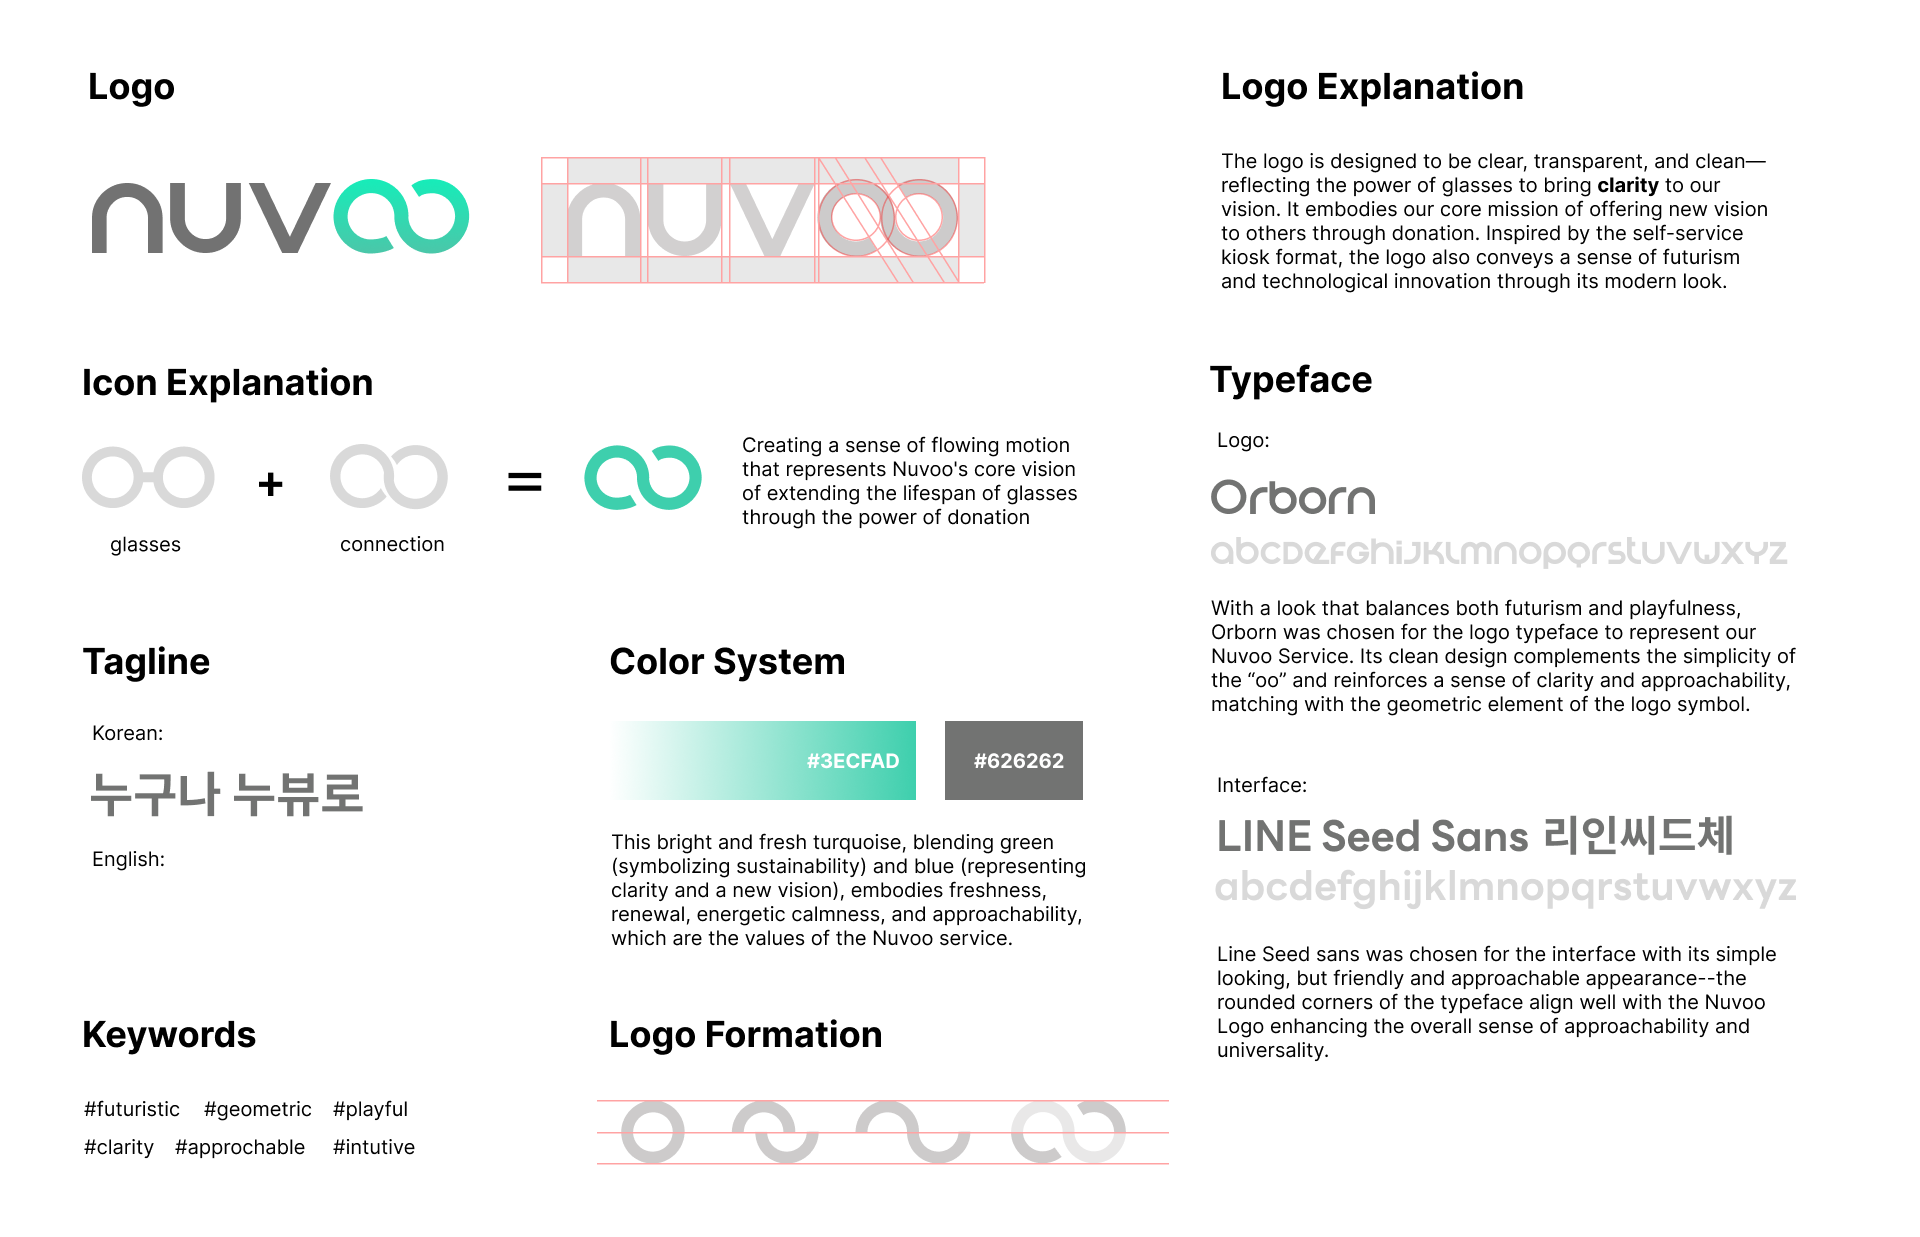 Logo
nuvoo
nuvoo
Logo Explanation
The logo is designed to be clear, transparent, and clean—
reflecting the power of glasses to bring clarity to our
vision. It embodies our core mission of offering new vision
to others through donation. Inspired by the self-service
kiosk format, the logo also conveys a sense of futurism
and technological innovation through its modern look.
Icon Explanation
+
=
glasses
connection
Creating a sense of flowing motion
that represents Nuvoo's core vision
of extending the lifespan of glasses
through the power of donation
Typeface
Logo:
Orborn
abcdefghijklmnopqrstuvwxyz
With a look that balances both futurism and playfulness,
Orborn was chosen for the logo typeface to represent our
Nuvoo Service. Its clean design complements the simplicity of
the “oo” and reinforces a sense of clarity and approachability,
matching with the geometric element of the logo symbol.
Interface:
LINE Seed Sans 리인씨드체
abcdefghijklmnopqrstuvwxyz
Line Seed sans was chosen for the interface with its simple
looking, but friendly and approachable appearance--the
rounded corners of the typeface align well with the Nuvoo
Logo enhancing the overall sense of approachability and
universality.
Tagline
Korean:
누구나 누뷰로
English:
Color System
#3ECFAD
#626262
This bright and fresh turquoise, blending green
(symbolizing sustainability) and blue (representing
clarity and a new vision), embodies freshness,
renewal, energetic calmness, and approachability,
which are the values of the Nuvoo service.
Keywords
#futuristic #geometric #playful
#clarity #approchable #intutive
Logo Formation